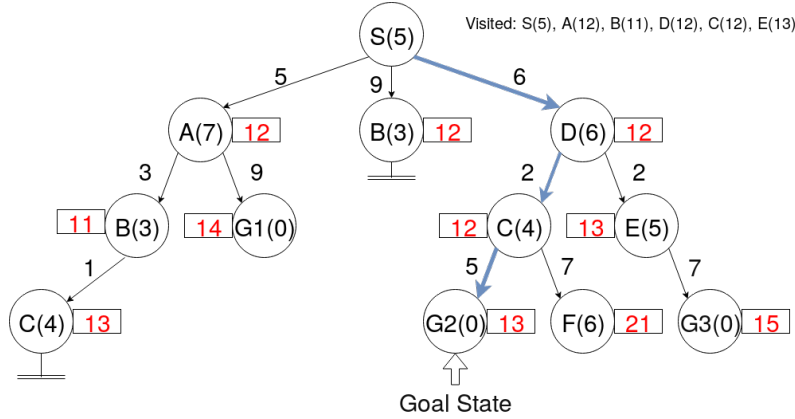 Visited: S(5), A(12), B(11), D(12), C(12), E(13)
S(5)
5
9
6
A(7)
12
B(3)
12
D(6)
12
3
9
2
2
11
B(3)
14
G1(0)
12
C(4)
13
E(5)
1
5
7
7
C(4)
13
G2(0)
13
F(6)
21
G3(0)
15
Goal State